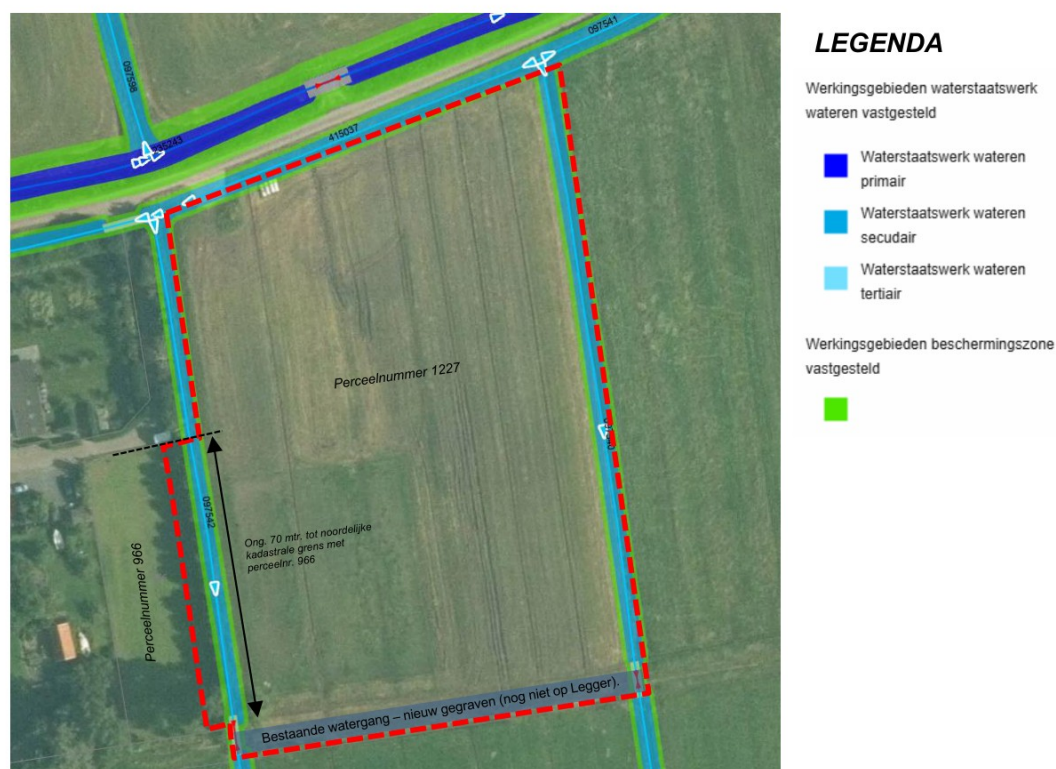 LEGENDA
Werkingsgebieden waterstaatswerk
wateren vastgesteld
Waterstaatswerk wateren
primair
Waterstaatswerk wateren
secudair
Waterstaatswerk wateren
tertiair
Werkingsgebieden beschermingszone
vastgesteld
097541
097598
235243
415037
Perceelnummer 1227
097542
Ong. 70 mtr, tot noordelijke
kadastrale grens met
perceelnr. 966
Perceelnummer 966
Bestaande watergang – nieuw gegraven (nog niet op Legger).